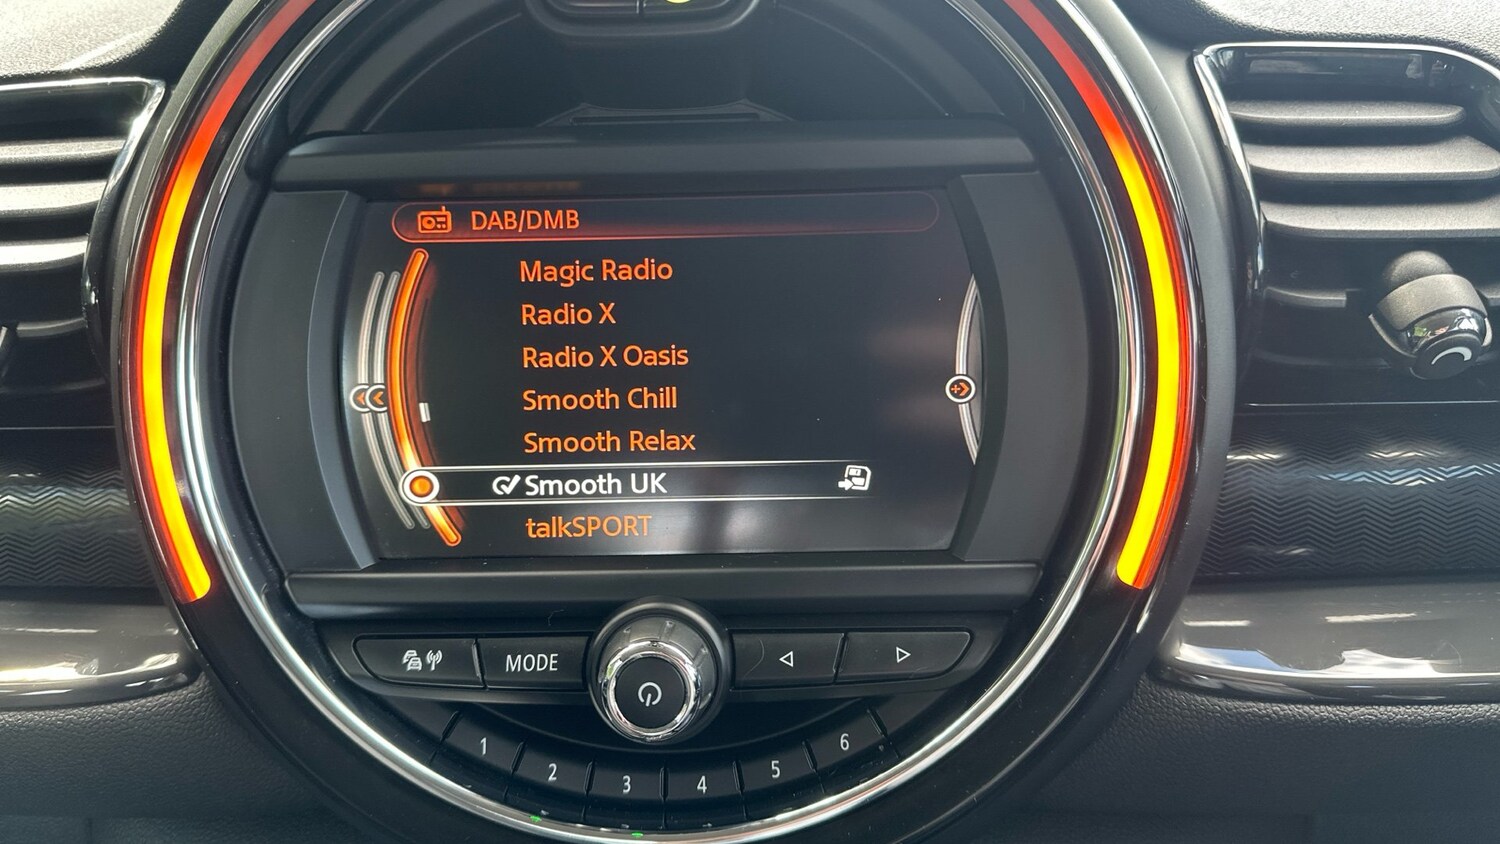 DAB/DMB
Magic Radio
Radio X
Radio X Oasis
Smooth Chill
Smooth Relax
Smooth UK
talkSPORT
MODE
1
2
3
4
5
6